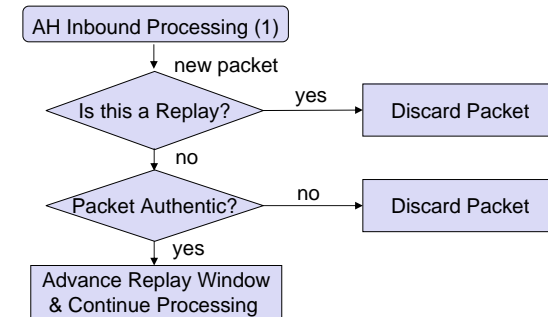 AH Inbound Processing (1)
new packet
Is this a Replay?
yes
Discard Packet
no
Packet Authentic?
no
Discard Packet
yes
Advance Replay Window
& Continue Processing